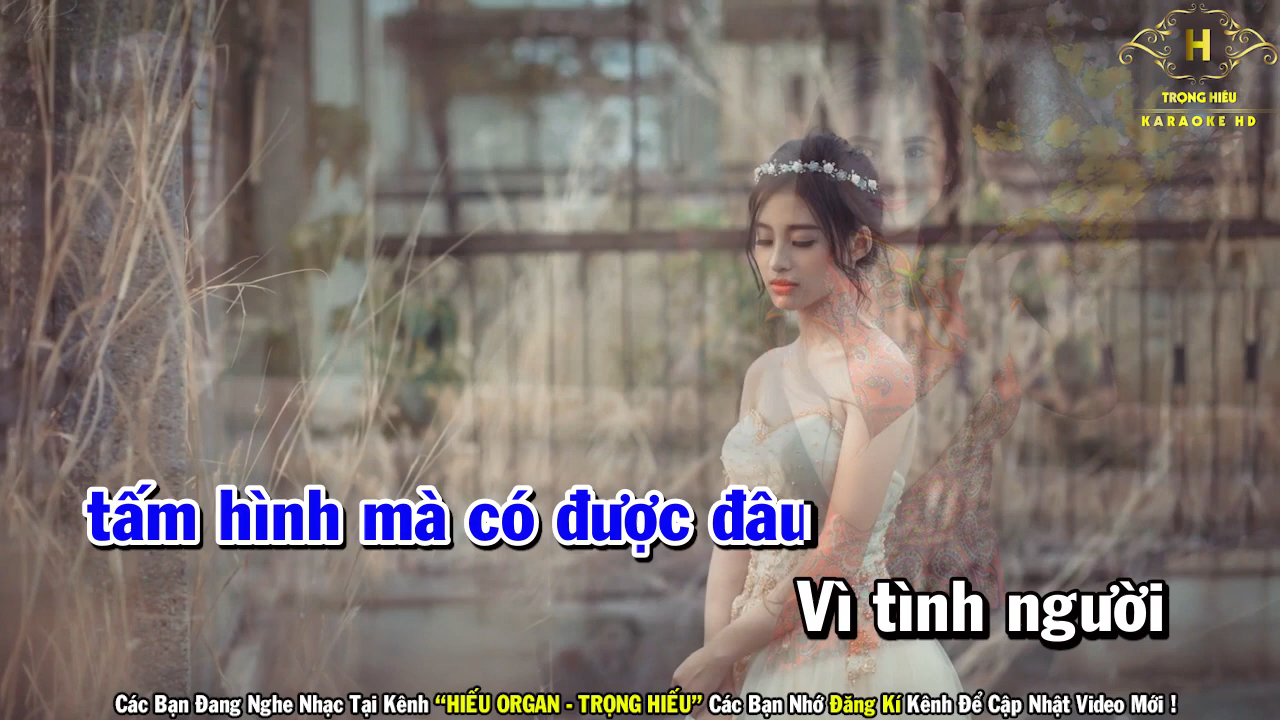 H
TRỌNG HIẾU
KARAOKE HD
tấm hình mà có được đâu
Vì tình người
Các Bạn Đang Nghe Nhạc Tại Kênh “HIẾU ORGAN - TRỌNG HIẾU” Các Bạn Nhớ Đăng Kí Kênh Để Cập Nhật Video Mới !